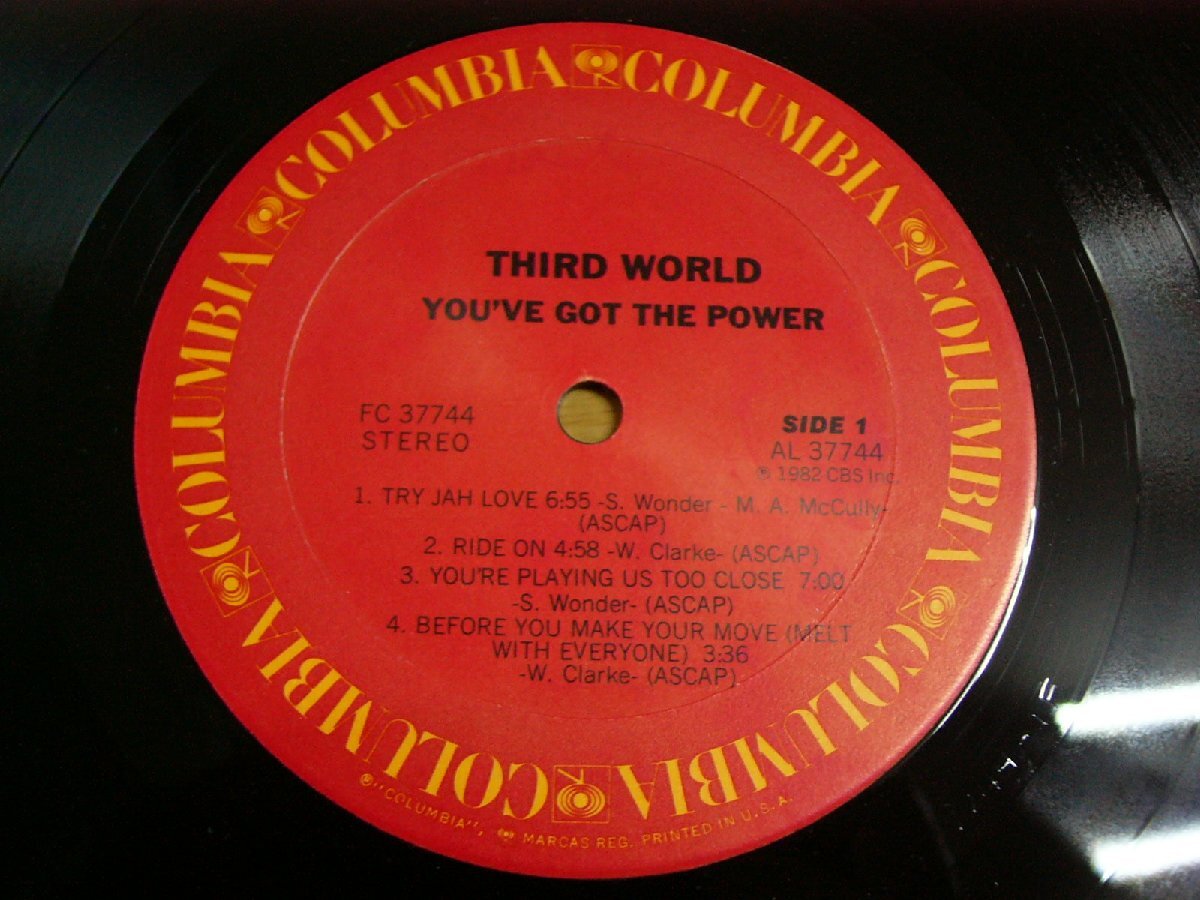 COLUMBIA COLUMBIA COLUMBIA COLUMBIA COLUMBIA COLUMBIA
THIRD WORLD
YOU'VE GOT THE POWER
FC 37744
STEREO
SIDE 1
AL 37744
℗ 1982 CBS Inc.
1. TRY JAH LOVE 6:55 -S. Wonder - M. A. McCully-
(ASCAP)
2. RIDE ON 4:58 -W. Clarke- (ASCAP)
3. YOU'RE PLAYING US TOO CLOSE 7:00
-S. Wonder- (ASCAP)
4. BEFORE YOU MAKE YOUR MOVE (MELT
WITH EVERYONE) 3:36
-W. Clarke- (ASCAP)
®"COLUMBIA", MARCAS REG. PRINTED IN U.S.A.